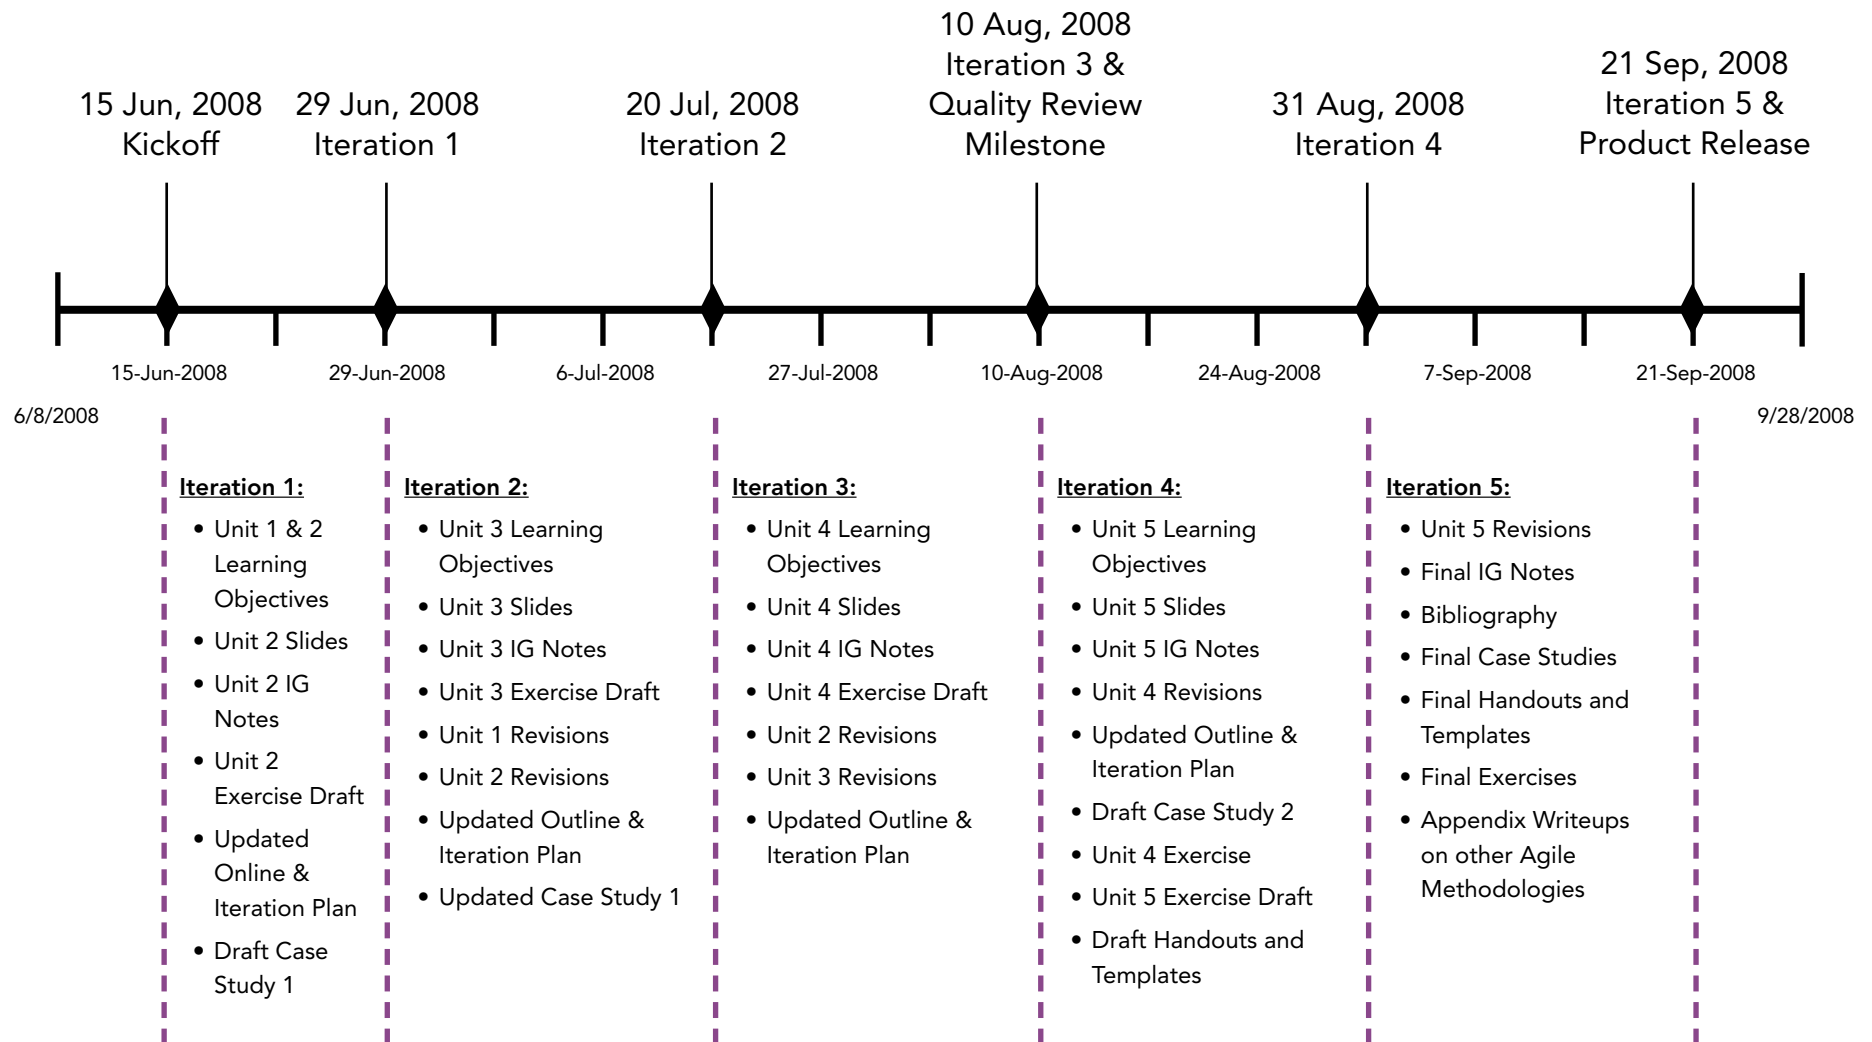 15 Jun, 2008
Kickoff
29 Jun, 2008
Iteration 1
20 Jul, 2008
Iteration 2
10 Aug, 2008
Iteration 3 &
Quality Review
Milestone
31 Aug, 2008
Iteration 4
21 Sep, 2008
Iteration 5 &
Product Release
15-Jun-2008
29-Jun-2008
6-Jul-2008
27-Jul-2008
10-Aug-2008
24-Aug-2008
7-Sep-2008
21-Sep-2008
6/8/2008
9/28/2008
Iteration 1:
• Unit 1 & 2
Learning
Objectives
• Unit 2 Slides
• Unit 2 IG
Notes
• Unit 2
Exercise Draft
• Updated
Online &
Iteration Plan
• Draft Case
Study 1
Iteration 2:
• Unit 3 Learning
Objectives
• Unit 3 Slides
• Unit 3 IG Notes
• Unit 3 Exercise Draft
• Unit 1 Revisions
• Unit 2 Revisions
• Updated Outline &
Iteration Plan
• Updated Case Study 1
Iteration 3:
• Unit 4 Learning
Objectives
• Unit 4 Slides
• Unit 4 IG Notes
• Unit 4 Exercise Draft
• Unit 2 Revisions
• Unit 3 Revisions
• Updated Outline &
Iteration Plan
Iteration 4:
• Unit 5 Learning
Objectives
• Unit 5 Slides
• Unit 5 IG Notes
• Unit 4 Revisions
• Updated Outline &
Iteration Plan
• Draft Case Study 2
• Unit 4 Exercise
• Unit 5 Exercise Draft
• Draft Handouts and
Templates
Iteration 5:
• Unit 5 Revisions
• Final IG Notes
• Bibliography
• Final Case Studies
• Final Handouts and
Templates
• Final Exercises
• Appendix Writeups
on other Agile
Methodologies